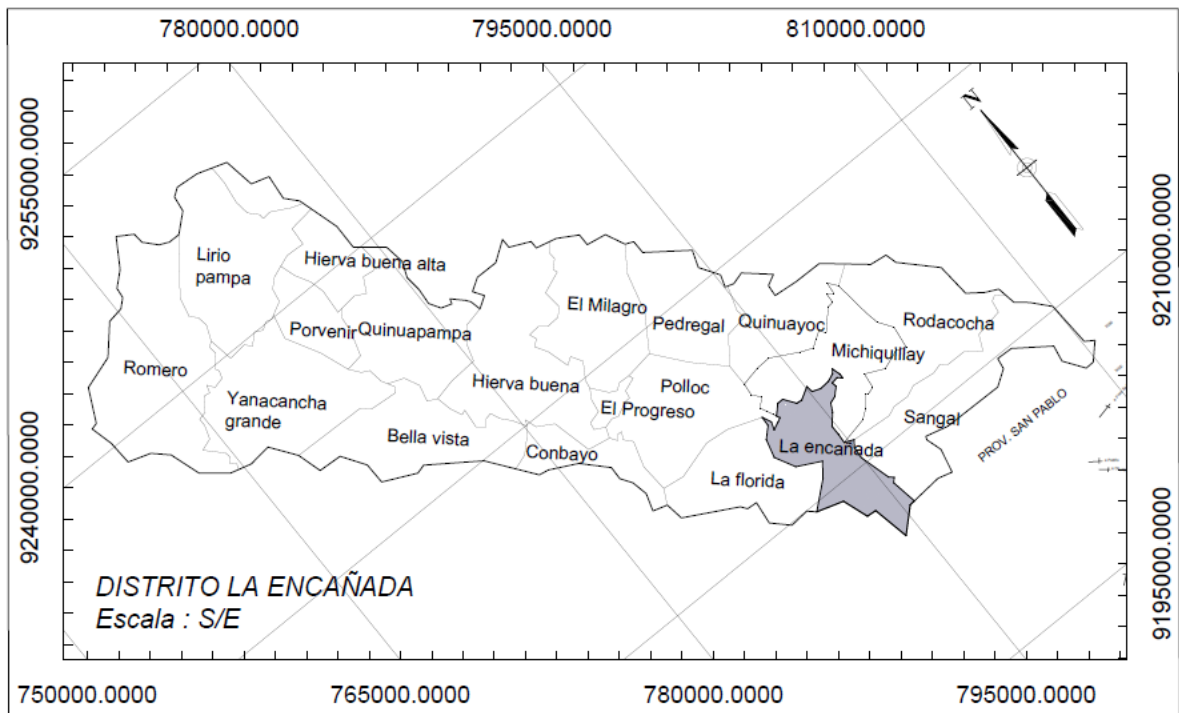 780000.0000
795000.0000
810000.0000
9255000.0000
9210000.0000
N
Lirio
pampa
Hierva buena alta
El Milagro
Pedregal
Quinuayoc
Rodacocha
Porvenir
Quinuapampa
Michiquillay
Romero
Hierva buena
Polloc
Yanacancha
grande
El Progreso
Sangal
PROV. SAN PABLO
Bella vista
Conbayo
La encañada
La florida
9240000.0000
9195000.0000
DISTRITO LA ENCAÑADA
Escala : S/E
750000.0000
765000.0000
780000.0000
795000.0000